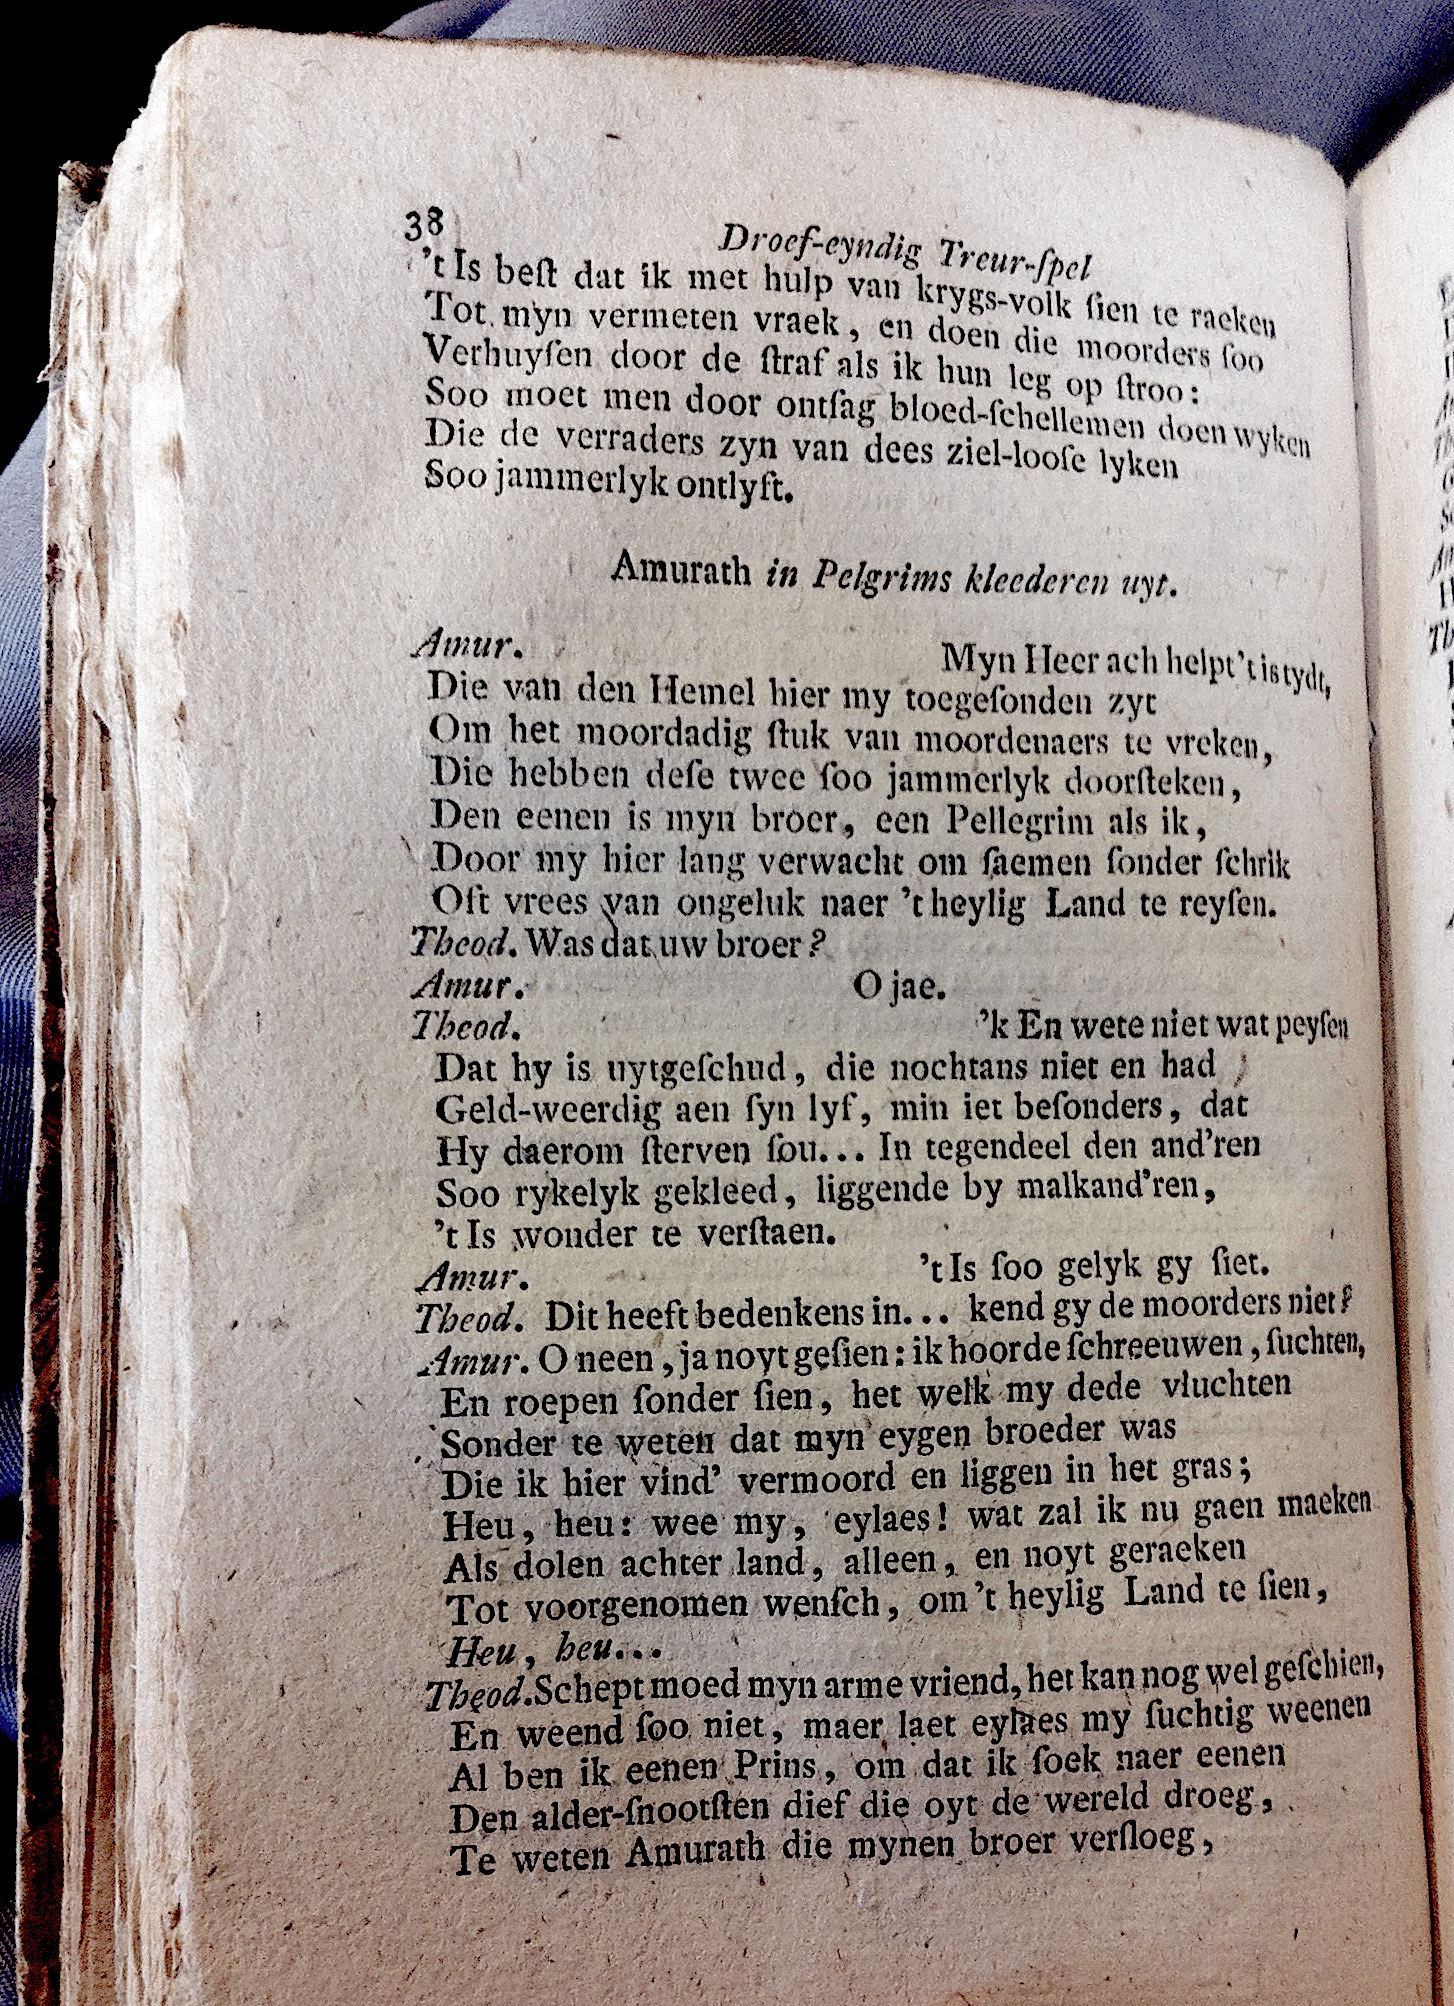 38
Droef-eyndig Treur-ſpel
't Is beſt dat ik met hulp van krygs-volk ſien te raeken
Tot myn vermeten vraek, en doen die moorders ſoo
Verhuyſen door de ſtraf als ik hun leg op ſtroo:
Soo moet men door ontſag bloed-ſchellemen doen wyken
Die de verraders zyn van dees ziel-looſe lyken
Soo jammerlyk ontlyft.
Amurath in Pelgrims kleederen uyt.
Amur. Myn Heer ach helpt 't is tydt,
Die van den Hemel hier my toegeſonden zyt
Om het moordadig ſtuk van moordenaers te vreken,
Die hebben deſe twee ſoo jammerlyk doorſteken,
Den eenen is myn broer, een Pellegrim als ik,
Door my hier lang verwacht om ſaemen ſonder ſchrik
Oft vrees van ongeluk naer 't heylig Land te reyſen.
Theod. Was dat uw broer?
Amur. O jae.
Theod. 'k En wete niet wat peyſen
Dat hy is uytgeſchud, die nochtans niet en had
Geld-weerdig aen ſyn lyf, min iet beſonders, dat
Hy daerom ſterven ſou... In tegendeel den and'ren
Soo rykelyk gekleed, liggende by malkand'ren,
't Is wonder te verſtaen.
Amur. 't Is ſoo gelyk gy ſiet.
Theod. Dit heeft bedenkens in... kend gy de moorders niet?
Amur. O neen, ja noyt geſien: ik hoorde ſchreeuwen, ſuchten,
En roepen ſonder ſien, het welk my dede vluchten
Sonder te weten dat myn eygen broeder was
Die ik hier vind' vermoord en liggen in het gras;
Heu, heu: wee my, eylaes! wat zal ik nu gaen maeken
Als dolen achter land, alleen, en noyt geraeken
Tot voorgenomen wenſch, om 't heylig Land te ſien,
Heu, heu...
Theod. Schept moed myn arme vriend, het kan nog wel geſchien,
En weend ſoo niet, maer laet eylaes my ſuchtig weenen
Al ben ik eenen Prins, om dat ik ſoek naer eenen
Den alder-ſnootſten dief die oyt de wereld droeg,
Te weten Amurath die mynen broer verſloeg,